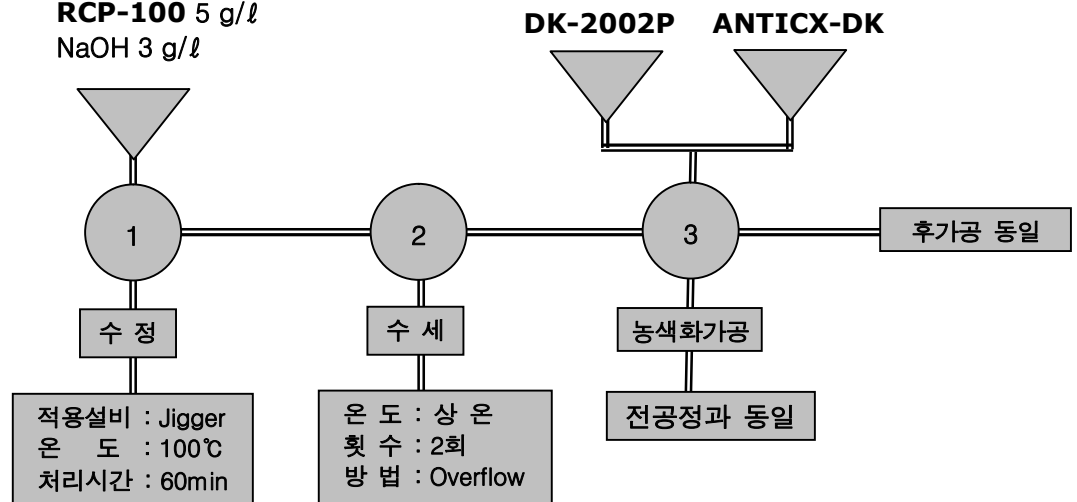 RCP-100 5 g/ℓ
NaOH 3 g/ℓ
DK-2002P ANTICX-DK
1
2
3
후가공 동일
수 정
수 세
농색화가공
적용설비 : Jigger
온 도 : 100℃
처리시간 : 60min
온 도 : 상 온
횟 수 : 2회
방 법 : Overflow
전공정과 동일